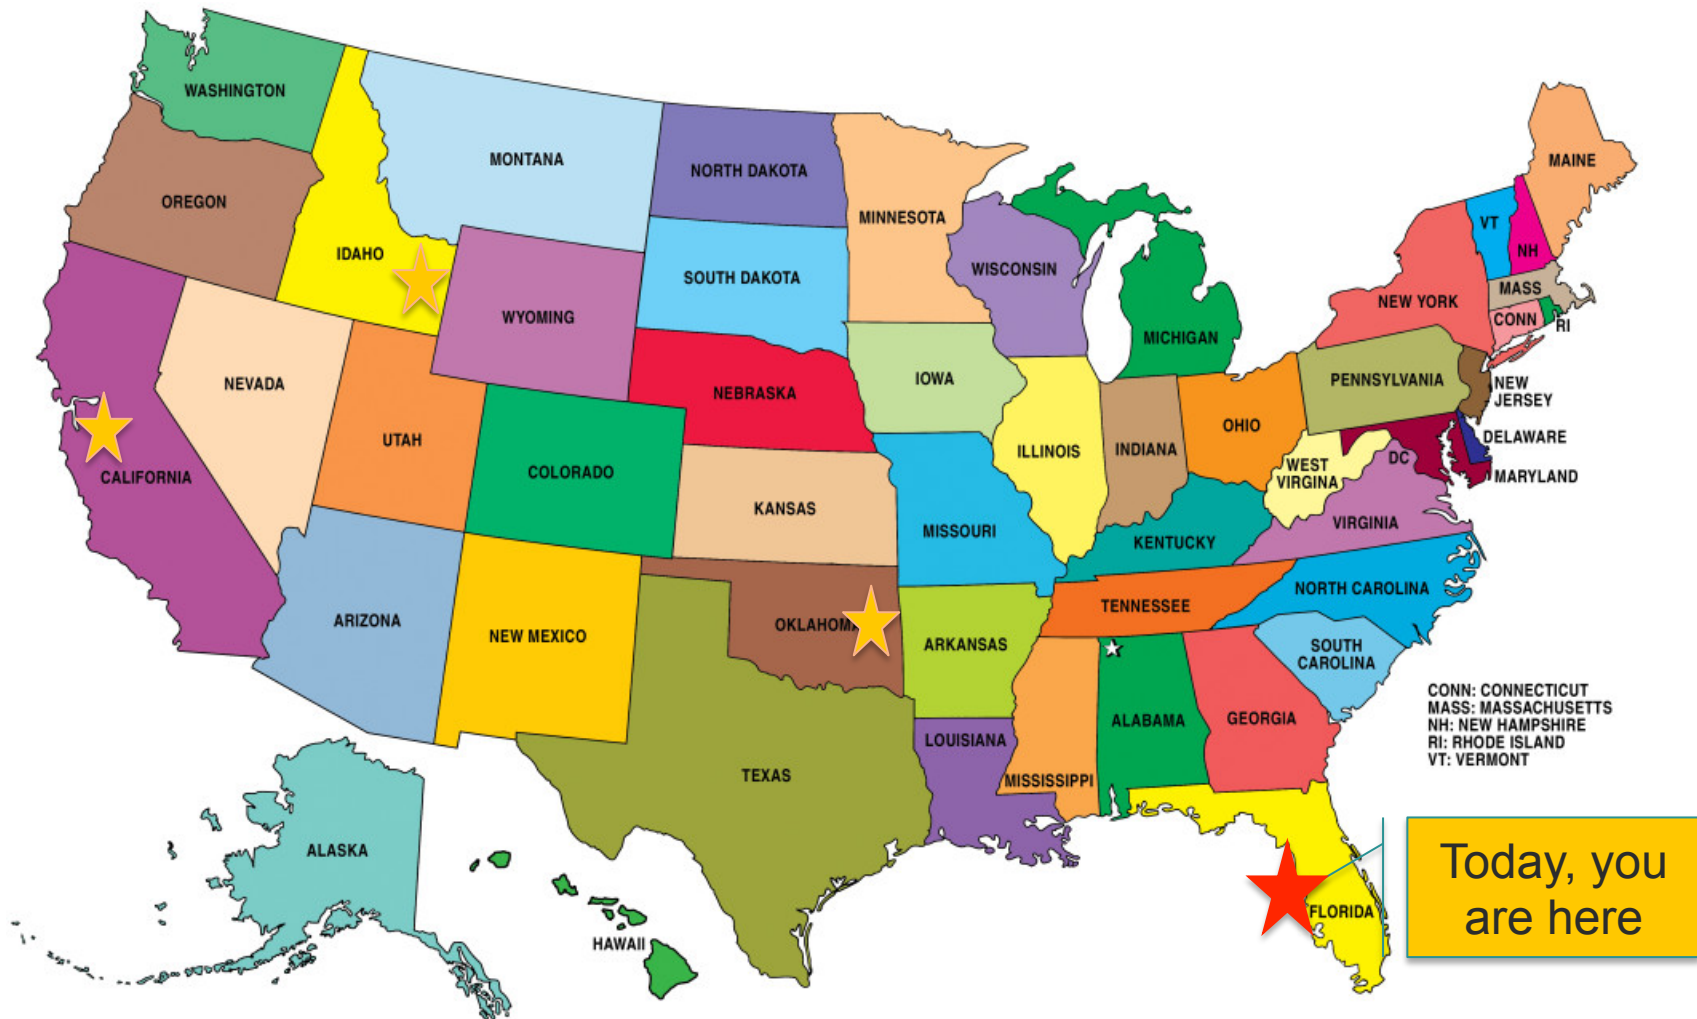 WASHINGTON
OREGON
IDAHO
MONTANA
NORTH DAKOTA
SOUTH DAKOTA
MINNESOTA
WISCONSIN
MICHIGAN
MAINE
VT
NH
MASS
CONN
RI
NEW YORK
PENNSYLVANIA
NEW
JERSEY
DELAWARE
MARYLAND
DC
WEST
VIRGINA
VIRGINIA
OHIO
INDIANA
ILLINOIS
IOWA
NEBRASKA
WYOMING
NEVADA
UTAH
COLORADO
CALIFORNIA
KANSAS
MISSOURI
KENTUCKY
TENNESSEE
NORTH CAROLINA
SOUTH
CAROLINA
ARIZONA
NEW MEXICO
OKLAHOMA
ARKANSAS
ALABAMA
GEORGIA
LOUISIANA
MISSISSIPPI
TEXAS
FLORIDA
ALASKA
HAWAII
CONN: CONNECTICUT
MASS: MASSACHUSETTS
NH: NEW HAMPSHIRE
RI: RHODE ISLAND
VT: VERMONT
Today, you
are here